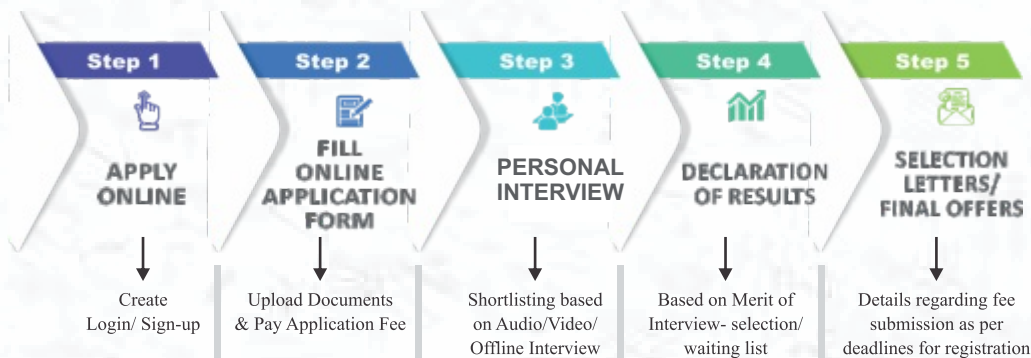 Step 1
APPLY
ONLINE
Create
Login/ Sign-up
Step 2
FILL
ONLINE
APPLICATION
FORM
Upload Documents
& Pay Application Fee
Step 3
PERSONAL
INTERVIEW
Shortlisting based
on Audio/Video/
Offline Interview
Step 4
DECLARATION
OF RESULTS
Based on Merit of
Interview- selection/
waiting list
Step 5
SELECTION
LETTERS/
FINAL OFFERS
Details regarding fee
submission as per
deadlines for registration